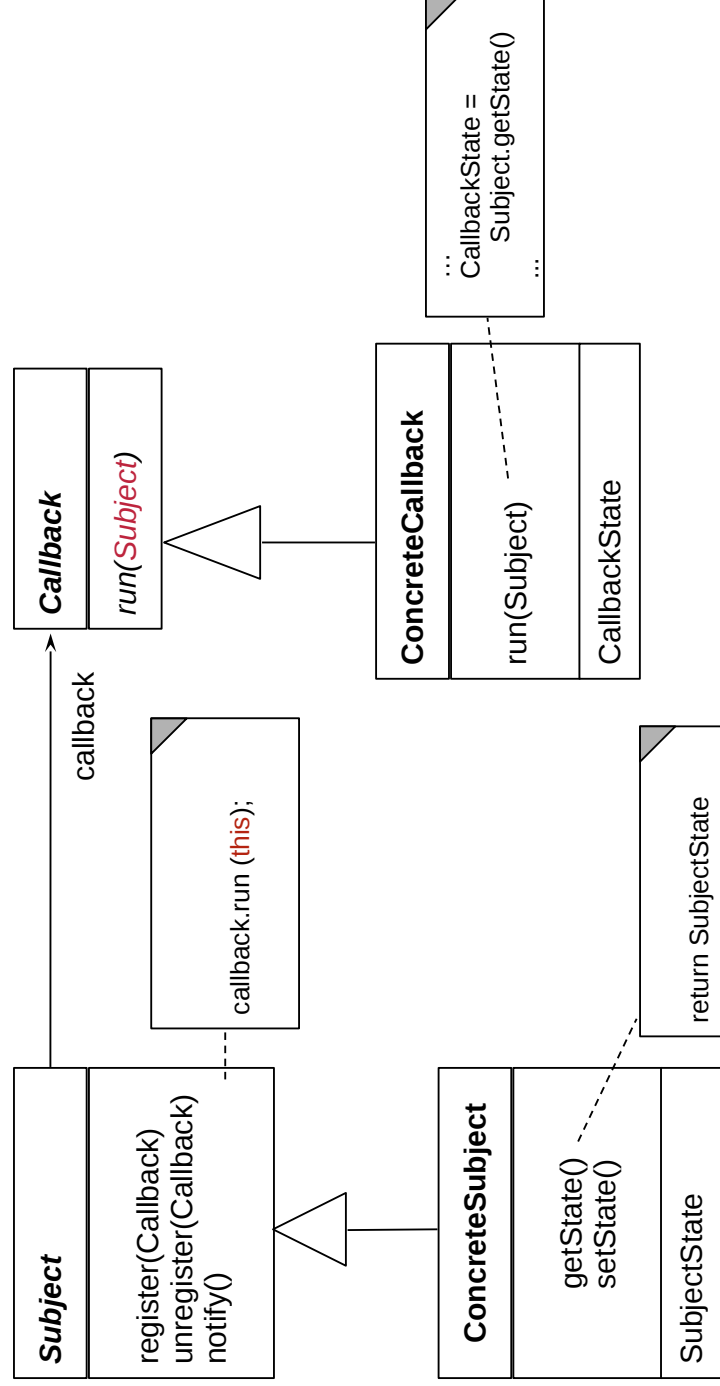 Subject
register(Callback)
unregister(Callback)
notify()
callback
Callback
run(Subject)
callback.run (this);
ConcreteSubject
getState()
setState()
SubjectState
return SubjectState
ConcreteCallback
run(Subject)
CallbackState
...
CallbackState =
Subject.getState()
...